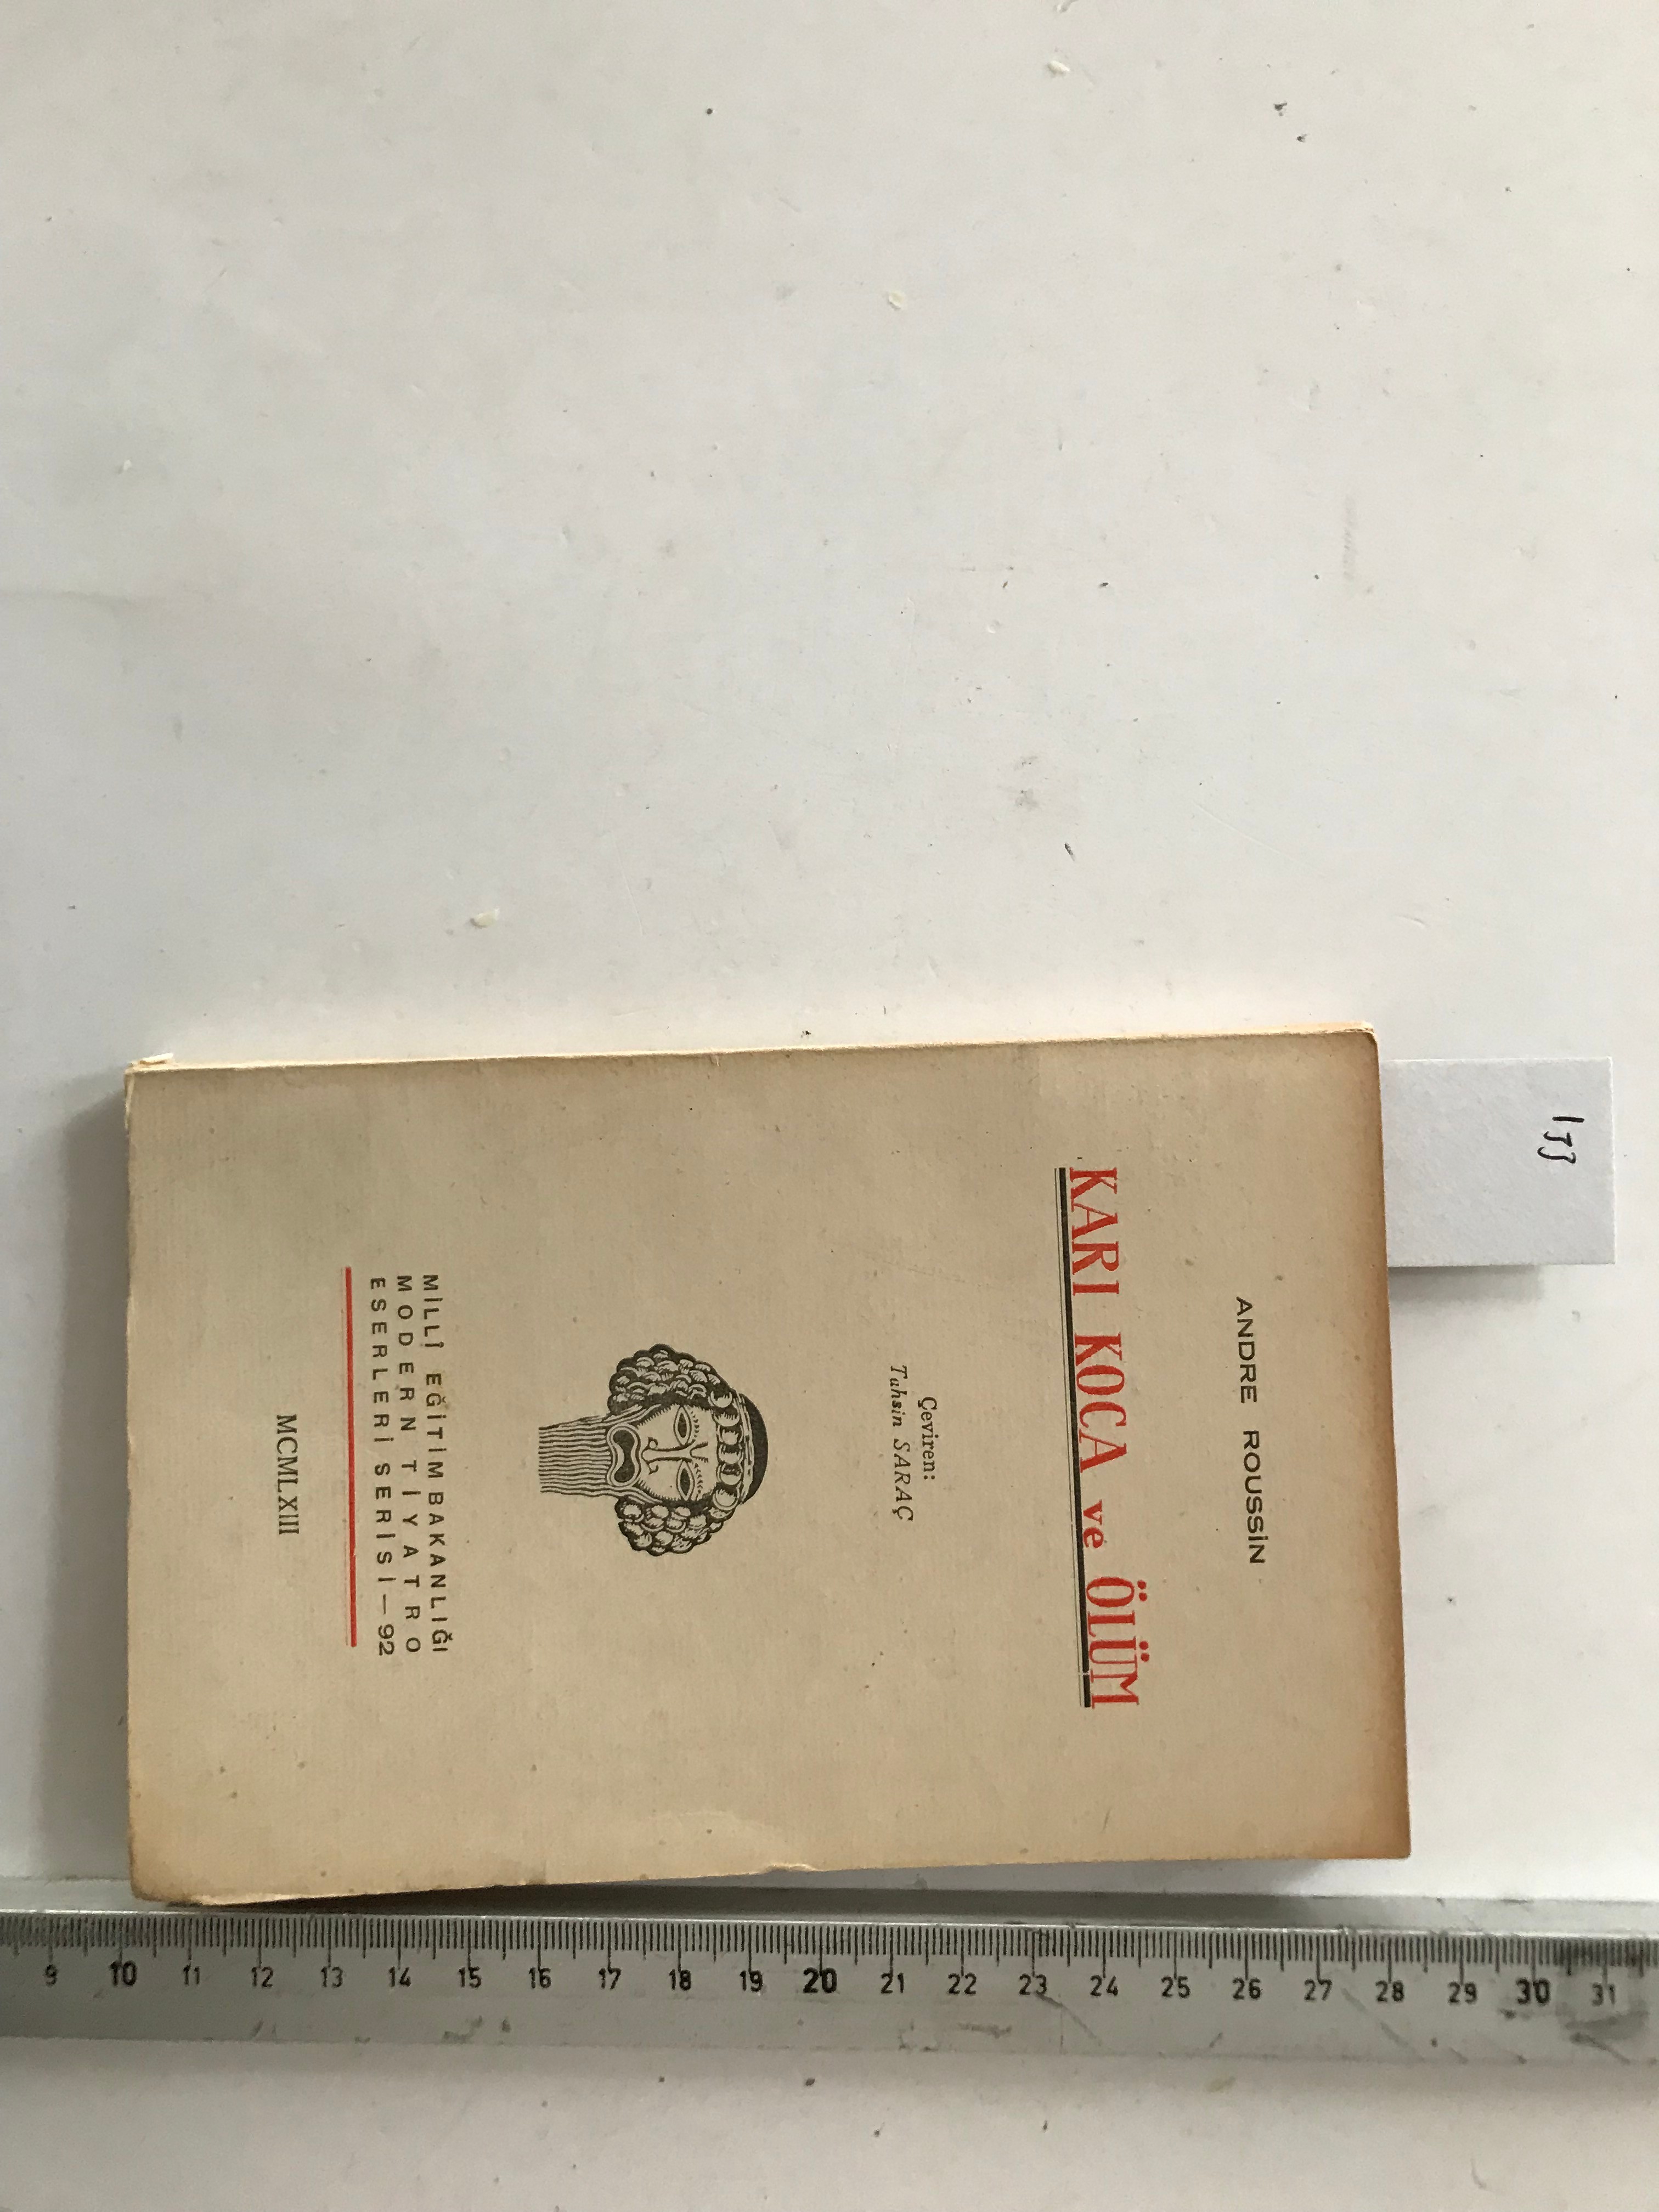 ANDRE ROUSSİN
KARI KOCA ve ÖLÜM
Çeviren:
Tahsin SARAÇ
MİLLÎ EĞİTİM BAKANLIĞI
MODERN TİYATRO
ESERLERİ SERİSİ — 92
MCMLXIII
9 10 11 12 13 14 15 16 17 18 19 20 21 22 23 24 25 26 27 28 29 30 31